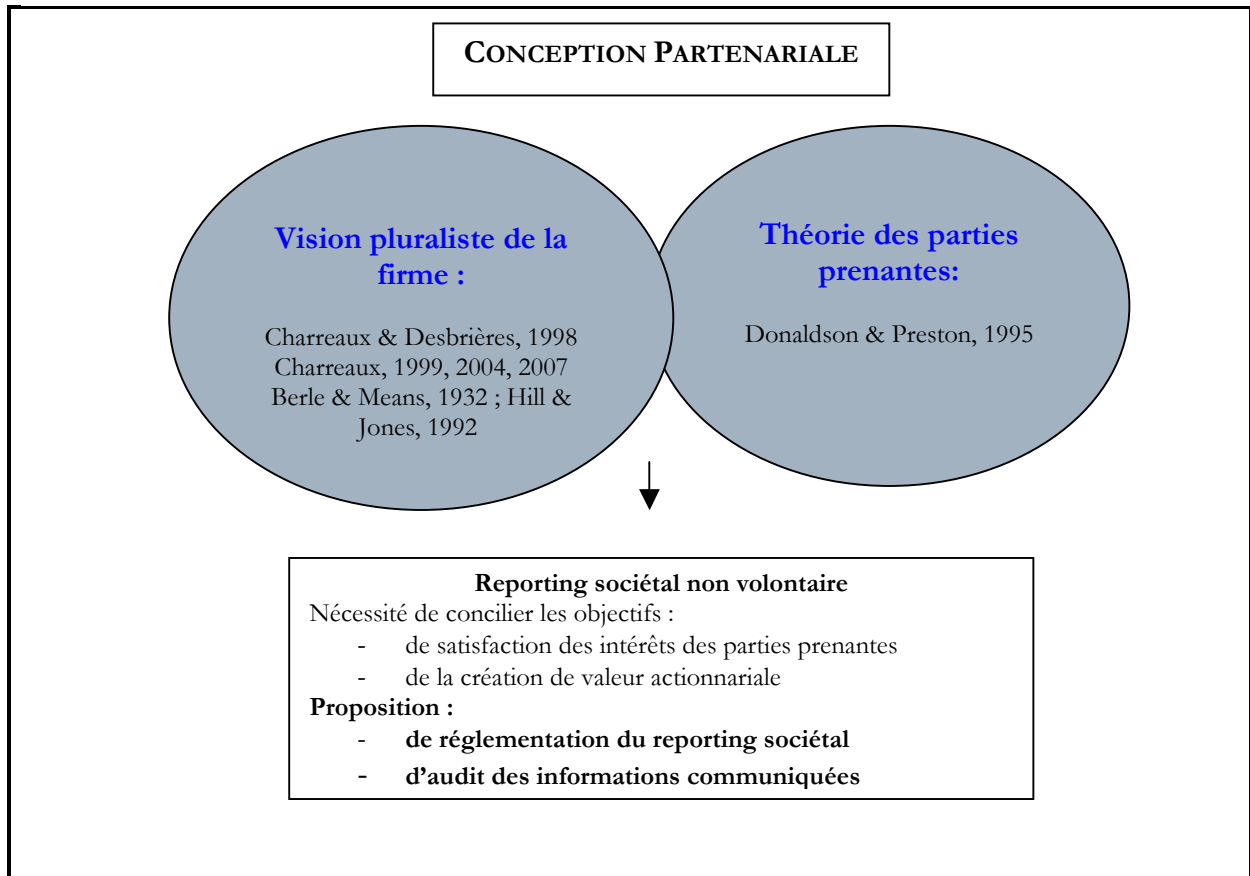 CONCEPTION PARTENARIALE
Vision pluraliste de la
firme :
Charreaux & Desbrières, 1998
Charreaux, 1999, 2004, 2007
Berle & Means, 1932 ; Hill &
Jones, 1992
Théorie des parties
prenantes:
Donaldson & Preston, 1995
Reporting sociétal non volontaire
Nécessité de concilier les objectifs :
- de satisfaction des intérêts des parties prenantes
- de la création de valeur actionnariale
Proposition :
- de réglementation du reporting sociétal
- d'audit des informations communiquées